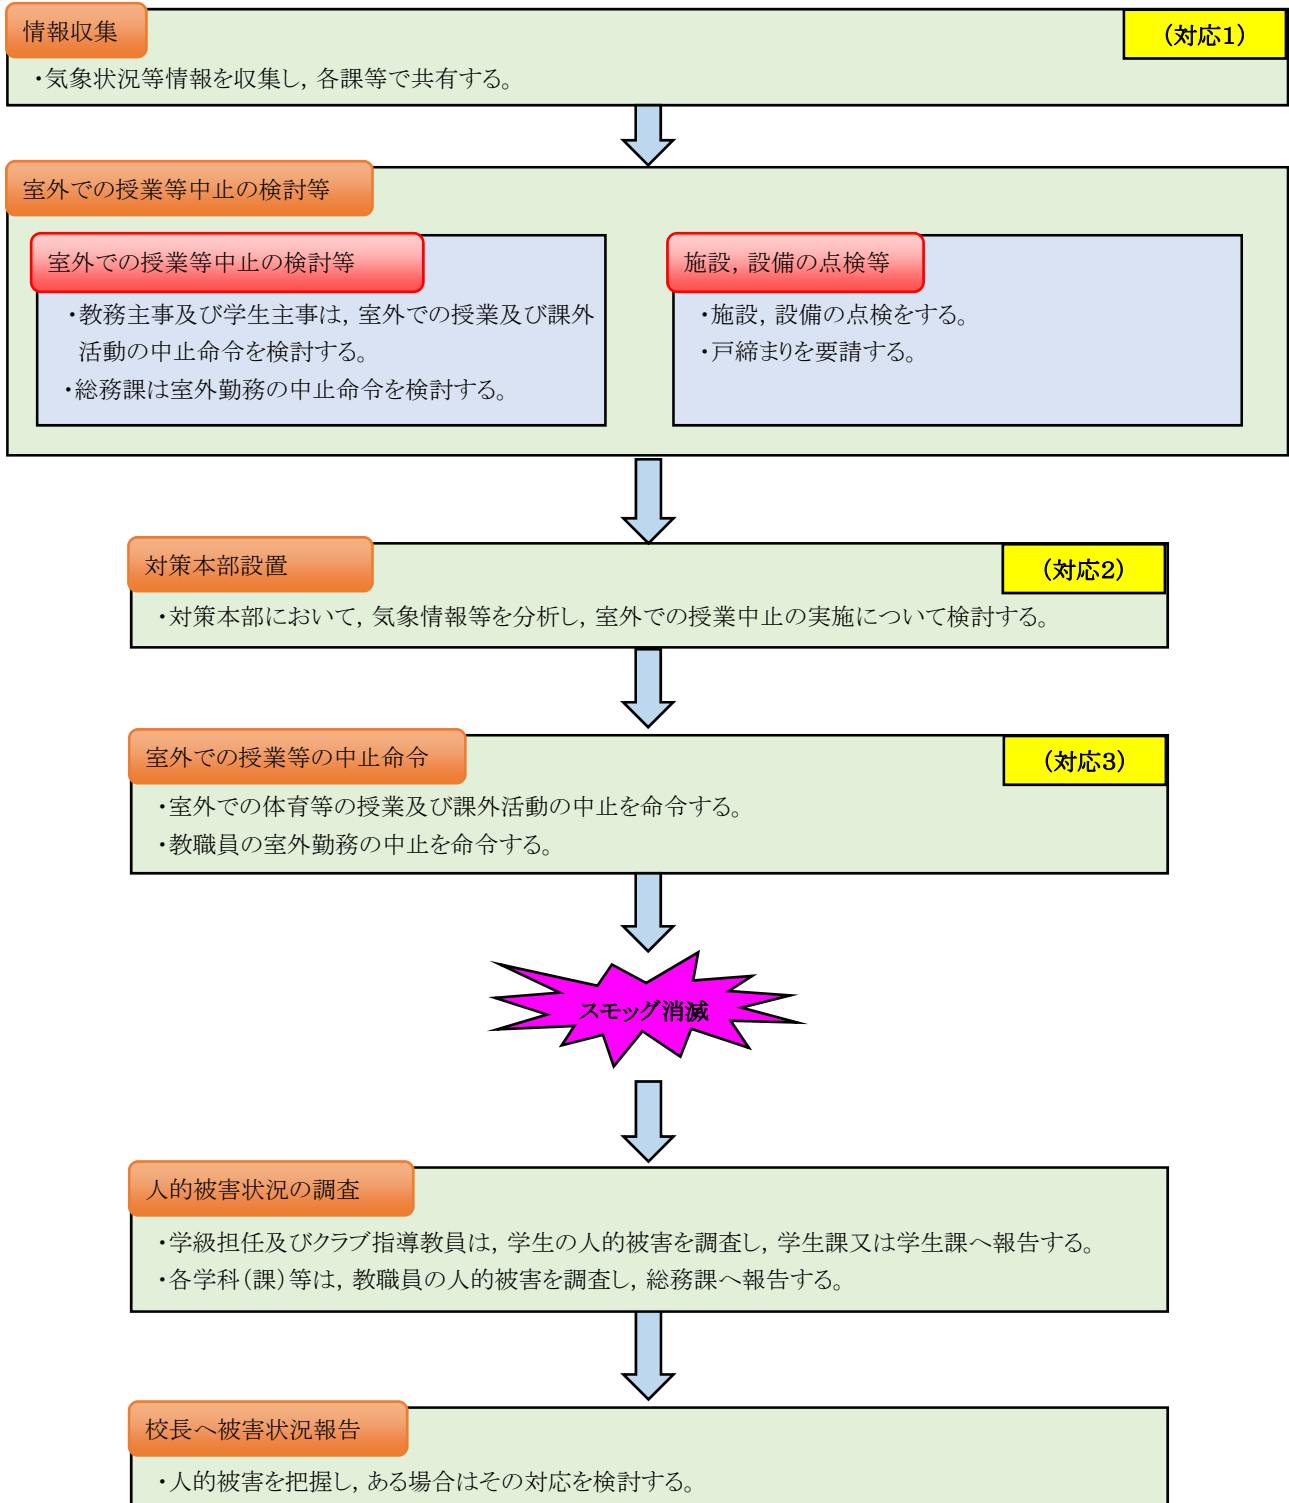 情報収集
(対応1)
・気象状況等情報を収集し,各課等で共有する。
室外での授業等中止の検討等
室外での授業等中止の検討等
・教務主事及び学生主事は,室外での授業及び課外
活動の中止命令を検討する。
・総務課は室外勤務の中止命令を検討する。
施設,設備の点検等
・施設,設備の点検をする。
・戸締まりを要請する。
対策本部設置
(対応2)
・対策本部において,気象情報等を分析し,室外での授業中止の実施について検討する。
室外での授業等の中止命令
(対応3)
・室外での体育等の授業及び課外活動の中止を命令する。
・教職員の室外勤務の中止を命令する。
スモッグ消滅
人的被害状況の調査
・学級担任及びクラブ指導教員は,学生の人的被害を調査し,学生課又は学生課へ報告する。
・各学科(課)等は,教職員の人的被害を調査し,総務課へ報告する。
校長へ被害状況報告
・人的被害を把握し,ある場合はその対応を検討する。